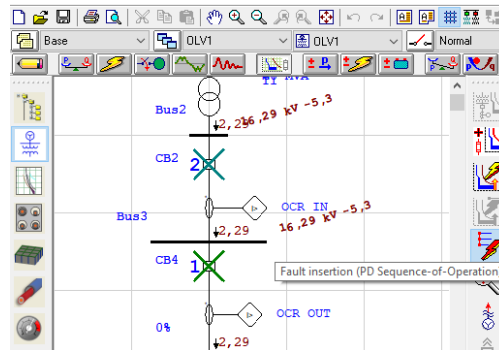 Base
OLV1
OLV1
Normal
Bus2
2,29
16,29 kV -5,3
CB2
2
OCR IN
Bus3
2,29
16,29 kV -5,3
CB4
1
Fault insertion (PD Sequence-of-Operation
OCR OUT
0%
2,29